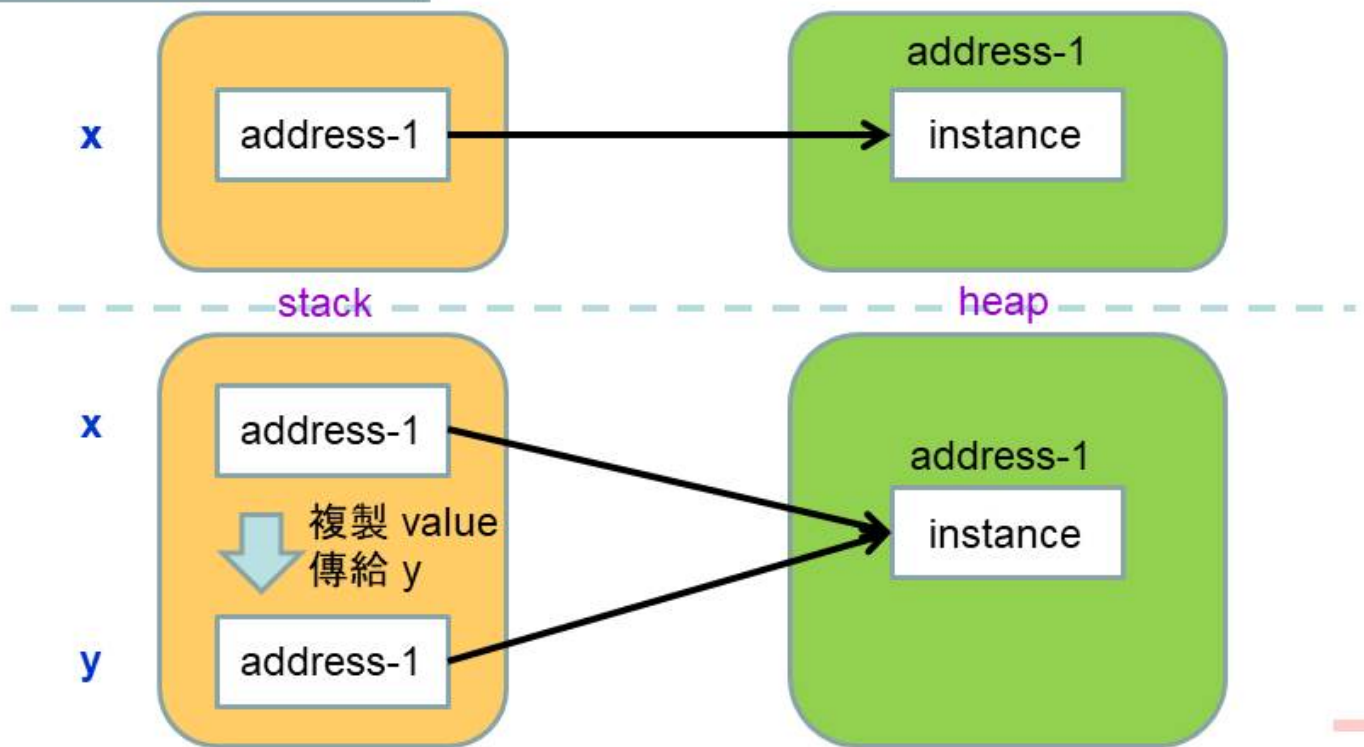 address-1
x
address-1
instance
stack
heap
x
address-1
address-1
複製 value
傳給 y
instance
y
address-1